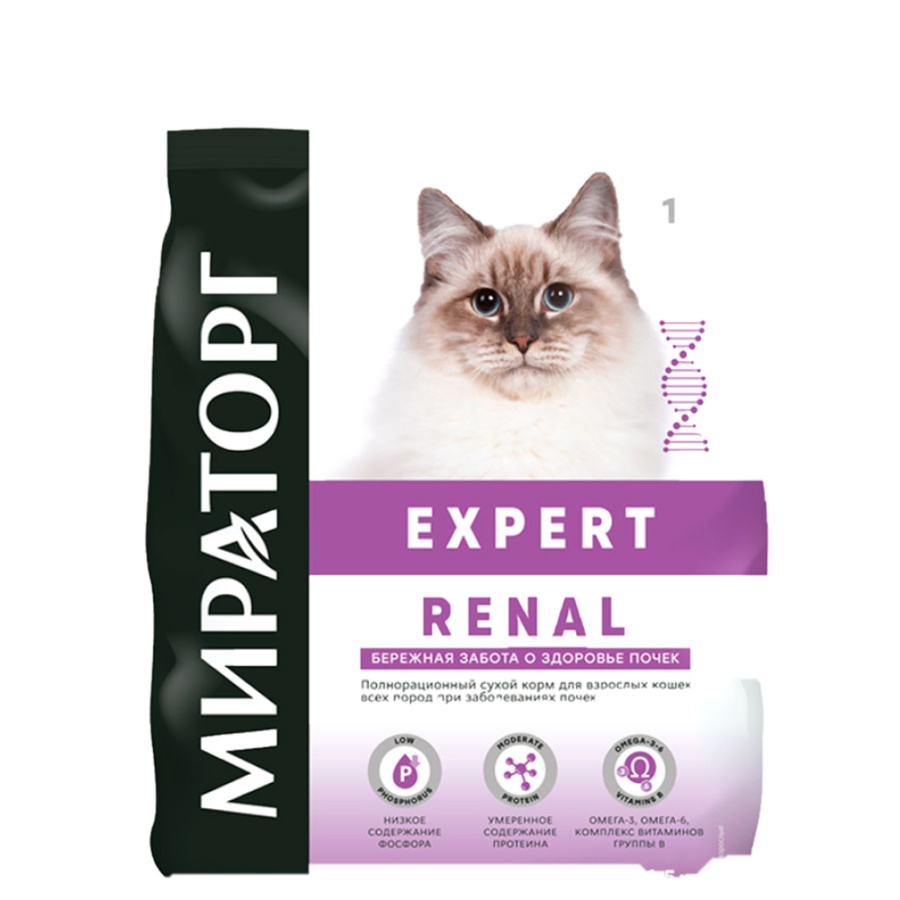 МИРАТОРГ
1
EXPERT
RENAL
БЕРЕЖНАЯ ЗАБОТА О ЗДОРОВЬЕ ПОЧЕК
Полнорационный сухой корм для взрослых кошек
всех пород при заболеваниях почек
LOW
PHOSPHORUS
НИЗКОЕ
СОДЕРЖАНИЕ
ФОСФОРА
MODERATE
PROTEIN
УМЕРЕННОЕ
СОДЕРЖАНИЕ
ПРОТЕИНА
OMEGA-3-6
VITAMINS B
ОМЕГА-3, ОМЕГА-6,
КОМПЛЕКС ВИТАМИНОВ
ГРУППЫ B
P
Ω